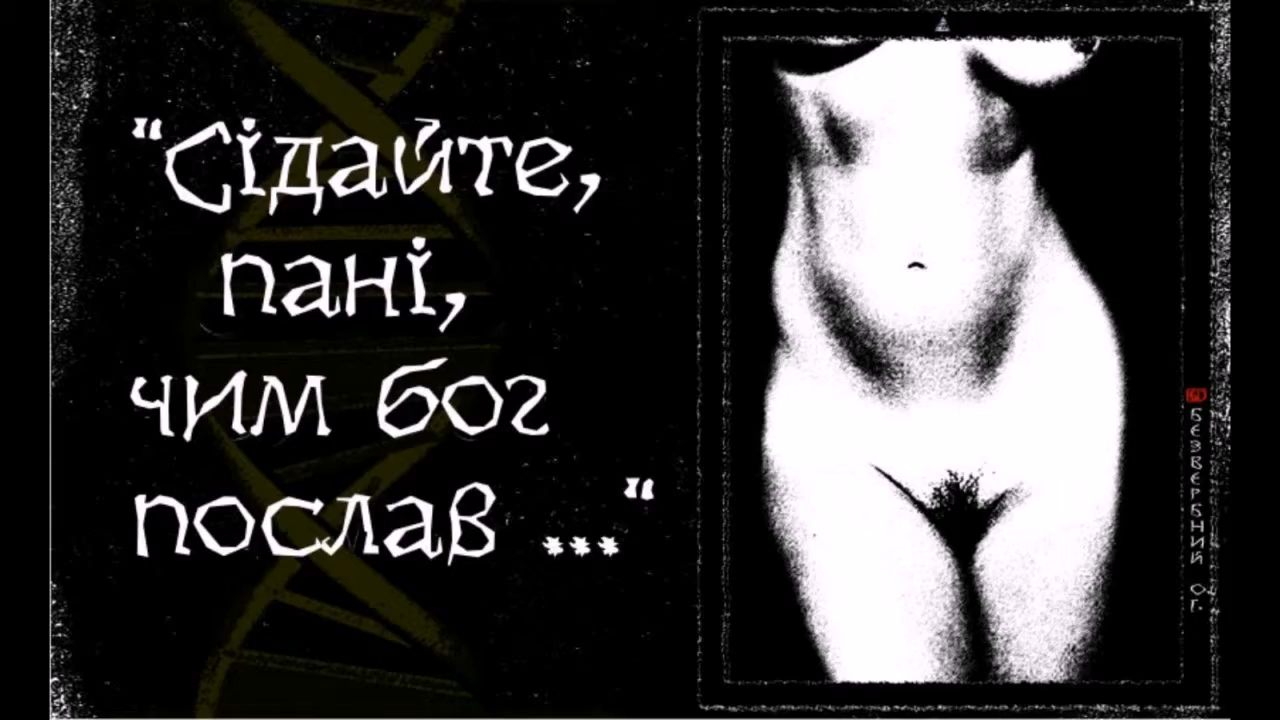 "Сідайте,
пані,
чим бог
послав ..."
БЕЗВЕРБНИЙ О.Г.